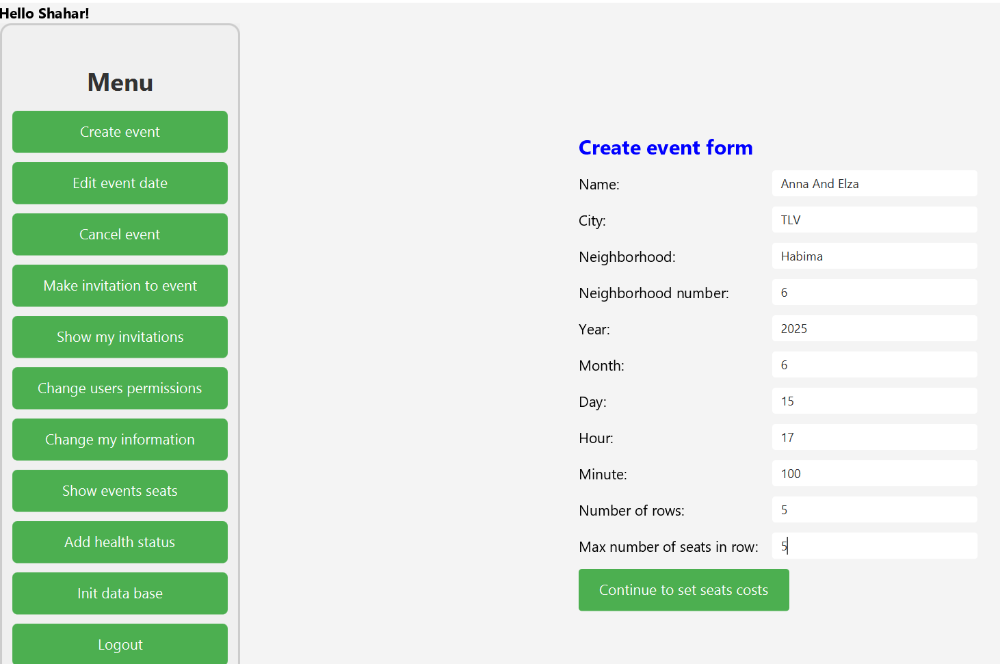 Hello Shahar!
Menu
Create event
Edit event date
Cancel event
Make invitation to event
Show my invitations
Change users permissions
Change my information
Show events seats
Add health status
Init data base
Logout
Create event form
Name: Anna And Elza
City: TLV
Neighborhood: Habima
Neighborhood number: 6
Year: 2025
Month: 6
Day: 15
Hour: 17
Minute: 100
Number of rows: 5
Max number of seats in row: 5
Continue to set seats costs